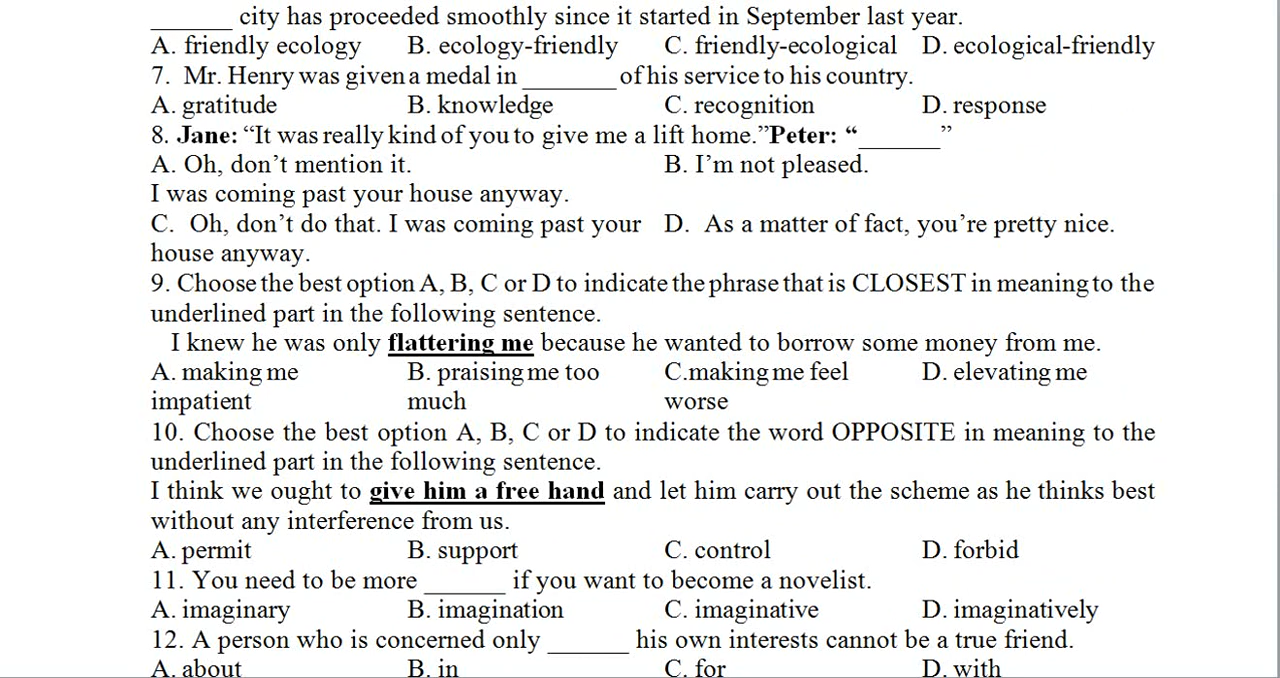 ________ city has proceeded smoothly since it started in September last year.
A. friendly ecology B. ecology-friendly C. friendly-ecological D. ecological-friendly
7. Mr. Henry was given a medal in ________ of his service to his country.
A. gratitude B. knowledge C. recognition D. response
8. Jane: “It was really kind of you to give me a lift home.”Peter: “________”
A. Oh, don’t mention it. B. I’m not pleased.
I was coming past your house anyway.
C. Oh, don’t do that. I was coming past your D. As a matter of fact, you’re pretty nice.
house anyway.
9. Choose the best option A, B, C or D to indicate the phrase that is CLOSEST in meaning to the
underlined part in the following sentence.
I knew he was only flattering me because he wanted to borrow some money from me.
A. making me B. praising me too C.making me feel D. elevating me
impatient much worse
10. Choose the best option A, B, C or D to indicate the word OPPOSITE in meaning to the
underlined part in the following sentence.
I think we ought to give him a free hand and let him carry out the scheme as he thinks best
without any interference from us.
A. permit B. support C. control D. forbid
11. You need to be more ________ if you want to become a novelist.
A. imaginary B. imagination C. imaginative D. imaginatively
12. A person who is concerned only ________ his own interests cannot be a true friend.
A. about B. in C. for D. with